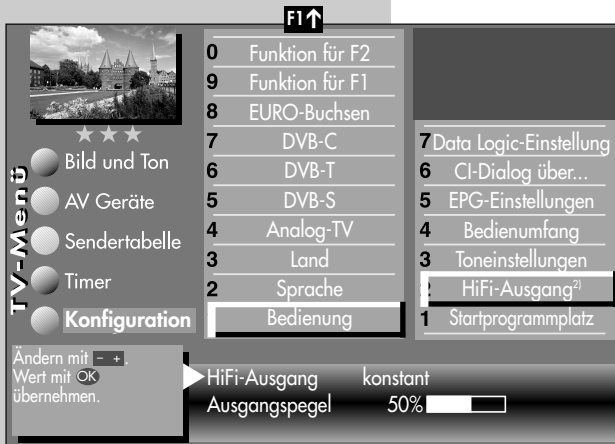 F1↑
TV-Menü
Bild und Ton
AV Geräte
Sendertabelle
Timer
Konfiguration
0 Funktion für F2
9 Funktion für F1
8 EURO-Buchsen
7 DVB-C
6 DVB-T
5 DVB-S
4 Analog-TV
3 Land
2 Sprache
Bedienung
7 Data Logic-Einstellung
6 CI-Dialog über...
5 EPG-Einstellungen
4 Bedienumfang
3 Toneinstellungen
2 HiFi-Ausgang2)
1 Startprogrammplatz
Ändern mit - + .
Wert mit OK
übernehmen.
HiFi-Ausgang konstant
Ausgangspegel 50%